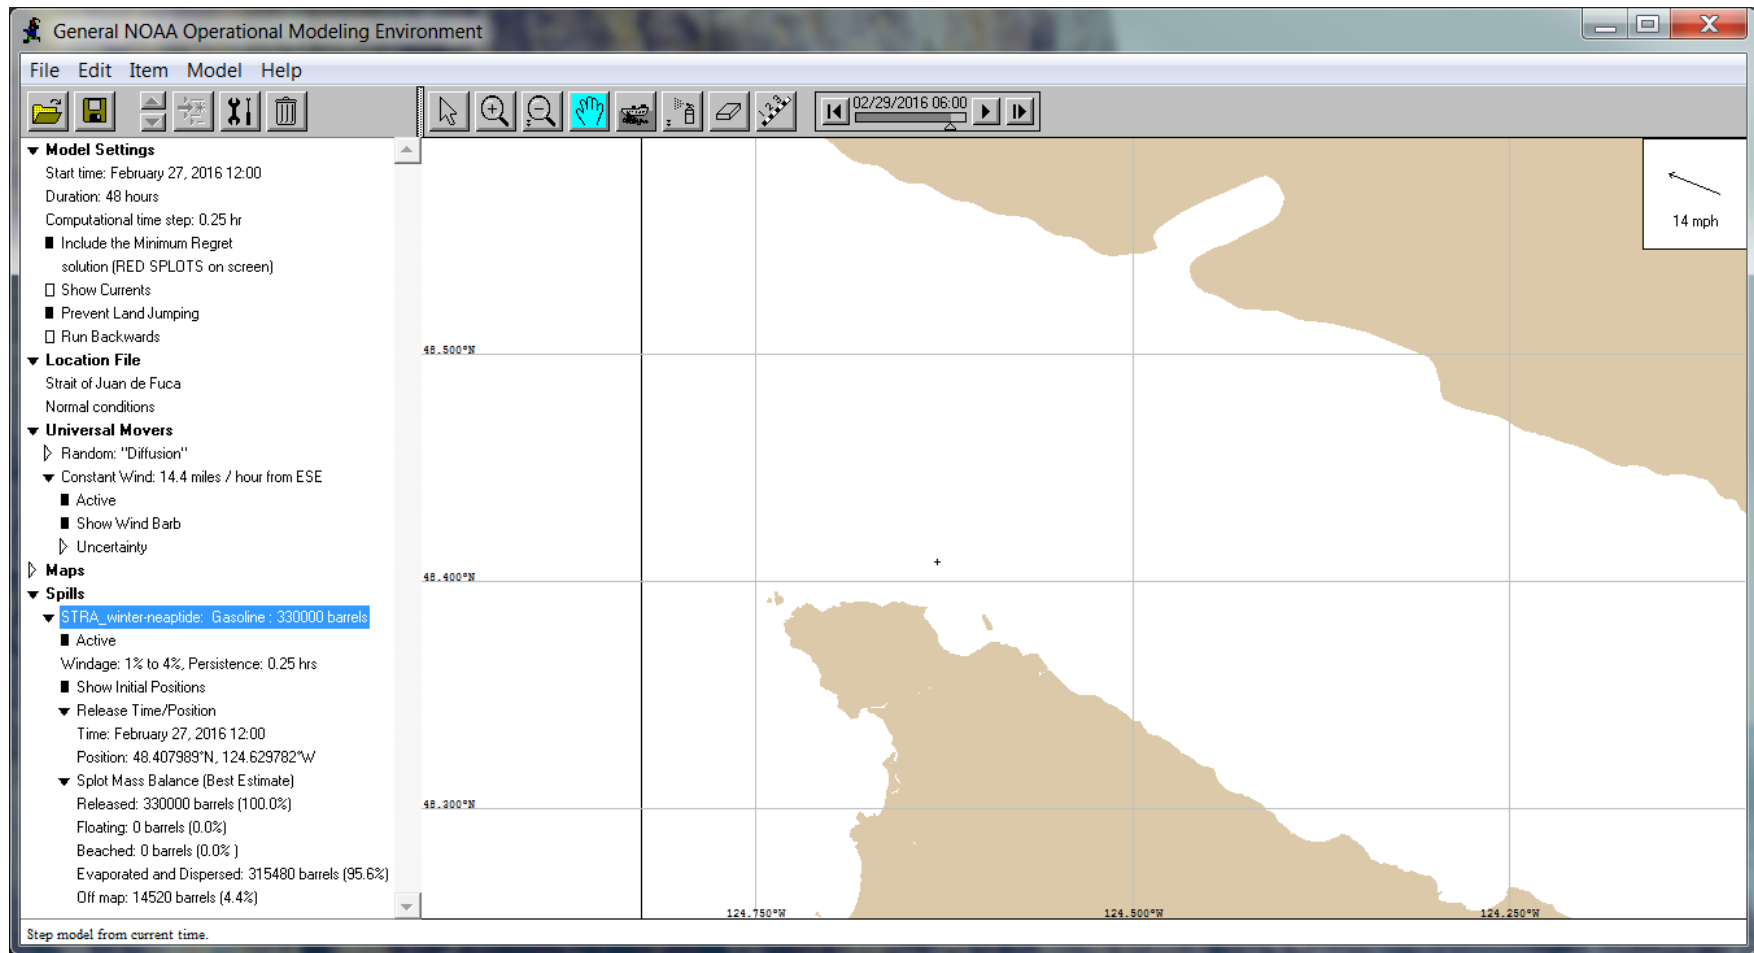 General NOAA Operational Modeling Environment
File Edit Item Model Help
02/29/2016 06:00
Model Settings
Start time: February 27, 2016 12:00
Duration: 48 hours
Computational time step: 0.25 hr
Include the Minimum Regret
solution (RED SPLOTS on screen)
Show Currents
Prevent Land Jumping
Run Backwards
Location File
Strait of Juan de Fuca
Normal conditions
Universal Movers
Random: "Diffusion"
Constant Wind: 14.4 miles / hour from ESE
Active
Show Wind Barb
Uncertainty
Maps
Spills
STRA_winter-neaptide: Gasoline : 330000 barrels
Active
Windage: 1% to 4%, Persistence: 0.25 hrs
Show Initial Positions
Release Time/Position
Time: February 27, 2016 12:00
Position: 48.407989°N, 124.629782°W
Splot Mass Balance (Best Estimate)
Released: 330000 barrels (100.0%)
Floating: 0 barrels (0.0%)
Beached: 0 barrels (0.0% )
Evaporated and Dispersed: 315480 barrels (95.6%)
Off map: 14520 barrels (4.4%)
14 mph
48.500°N
48.400°N
48.300°N
124.750°W 124.500°W 124.250°W
Step model from current time.